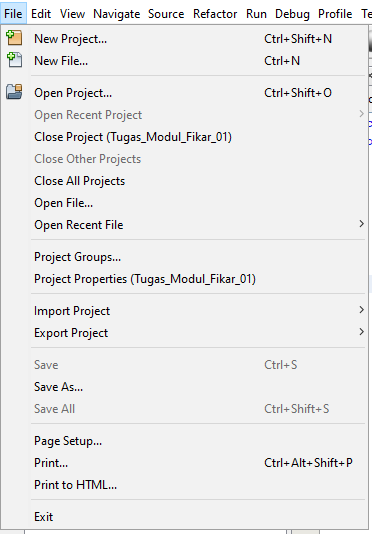 File Edit View Navigate Source Refactor Run Debug Profile Te
New Project... Ctrl+Shift+N
New File... Ctrl+N
Open Project... Ctrl+Shift+O
Open Recent Project
Close Project (Tugas_Modul_Fikar_01)
Close Other Projects
Close All Projects
Open File...
Open Recent File
Project Groups...
Project Properties (Tugas_Modul_Fikar_01)
Import Project
Export Project
Save Ctrl+S
Save As...
Save All Ctrl+Shift+S
Page Setup...
Print... Ctrl+Alt+Shift+P
Print to HTML...
Exit